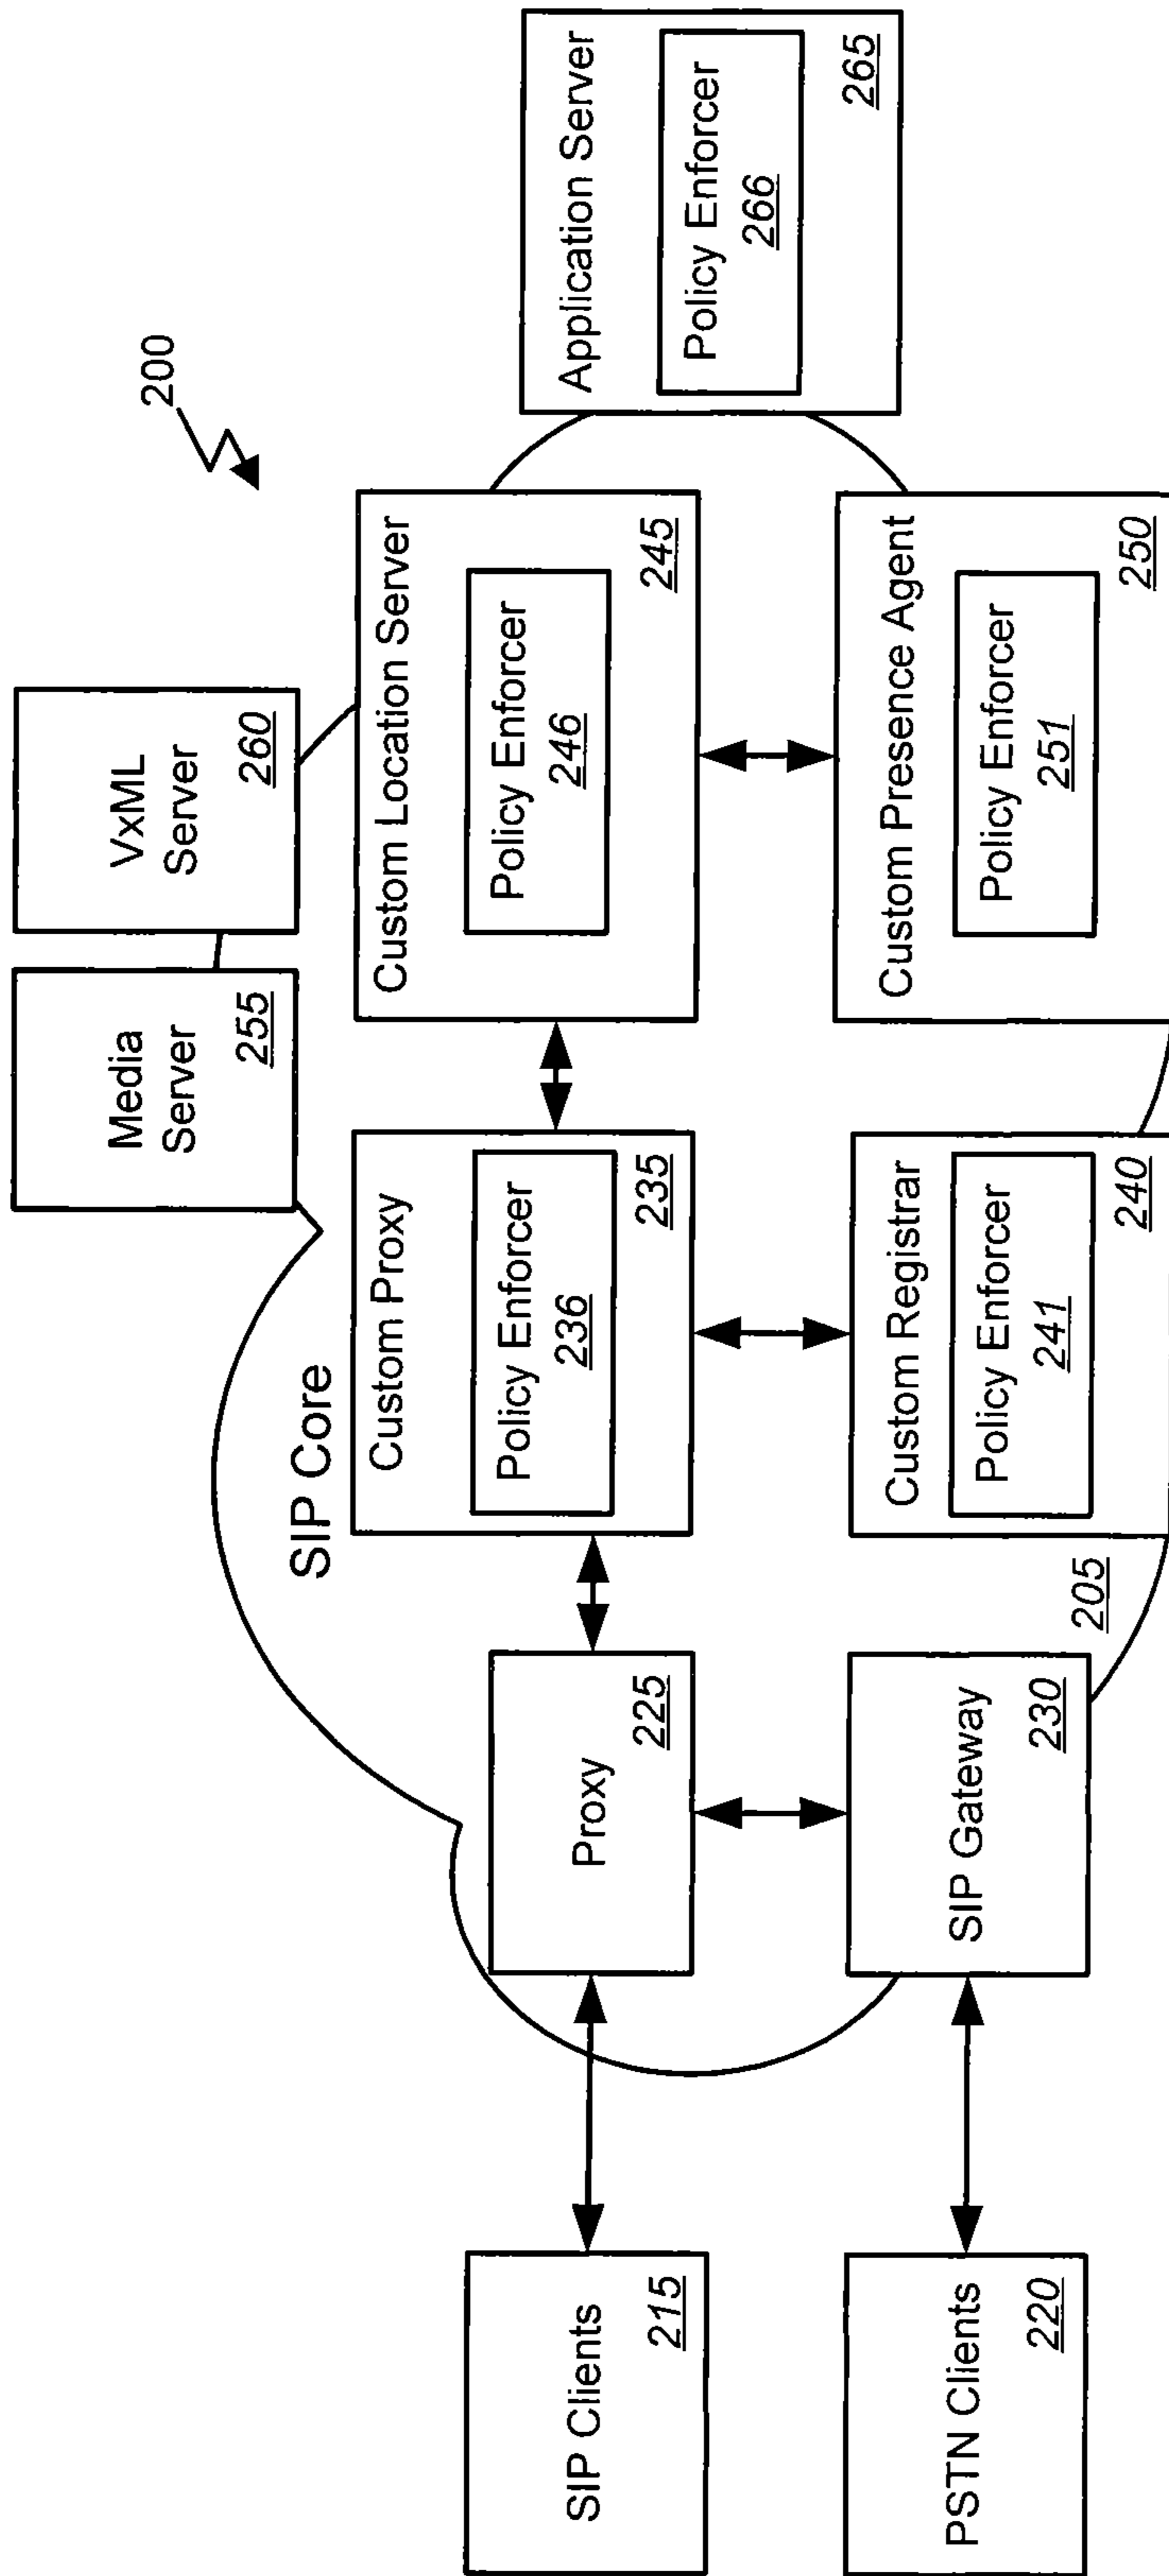 200
Media
Server
255
VxML
Server
260
SIP Core
SIP Clients
215
Proxy
225
Custom Proxy
Policy Enforcer
236
235
Custom Location Server
Policy Enforcer
246
245
Application Server
Policy Enforcer
266
265
PSTN Clients
220
SIP Gateway
230
205
Custom Registrar
Policy Enforcer
241
240
Custom Presence Agent
Policy Enforcer
251
250